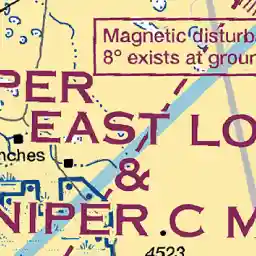 Magnetic disturb
8° exists at groun
PER
EAST LO
nches
&
NIPER C M
4523